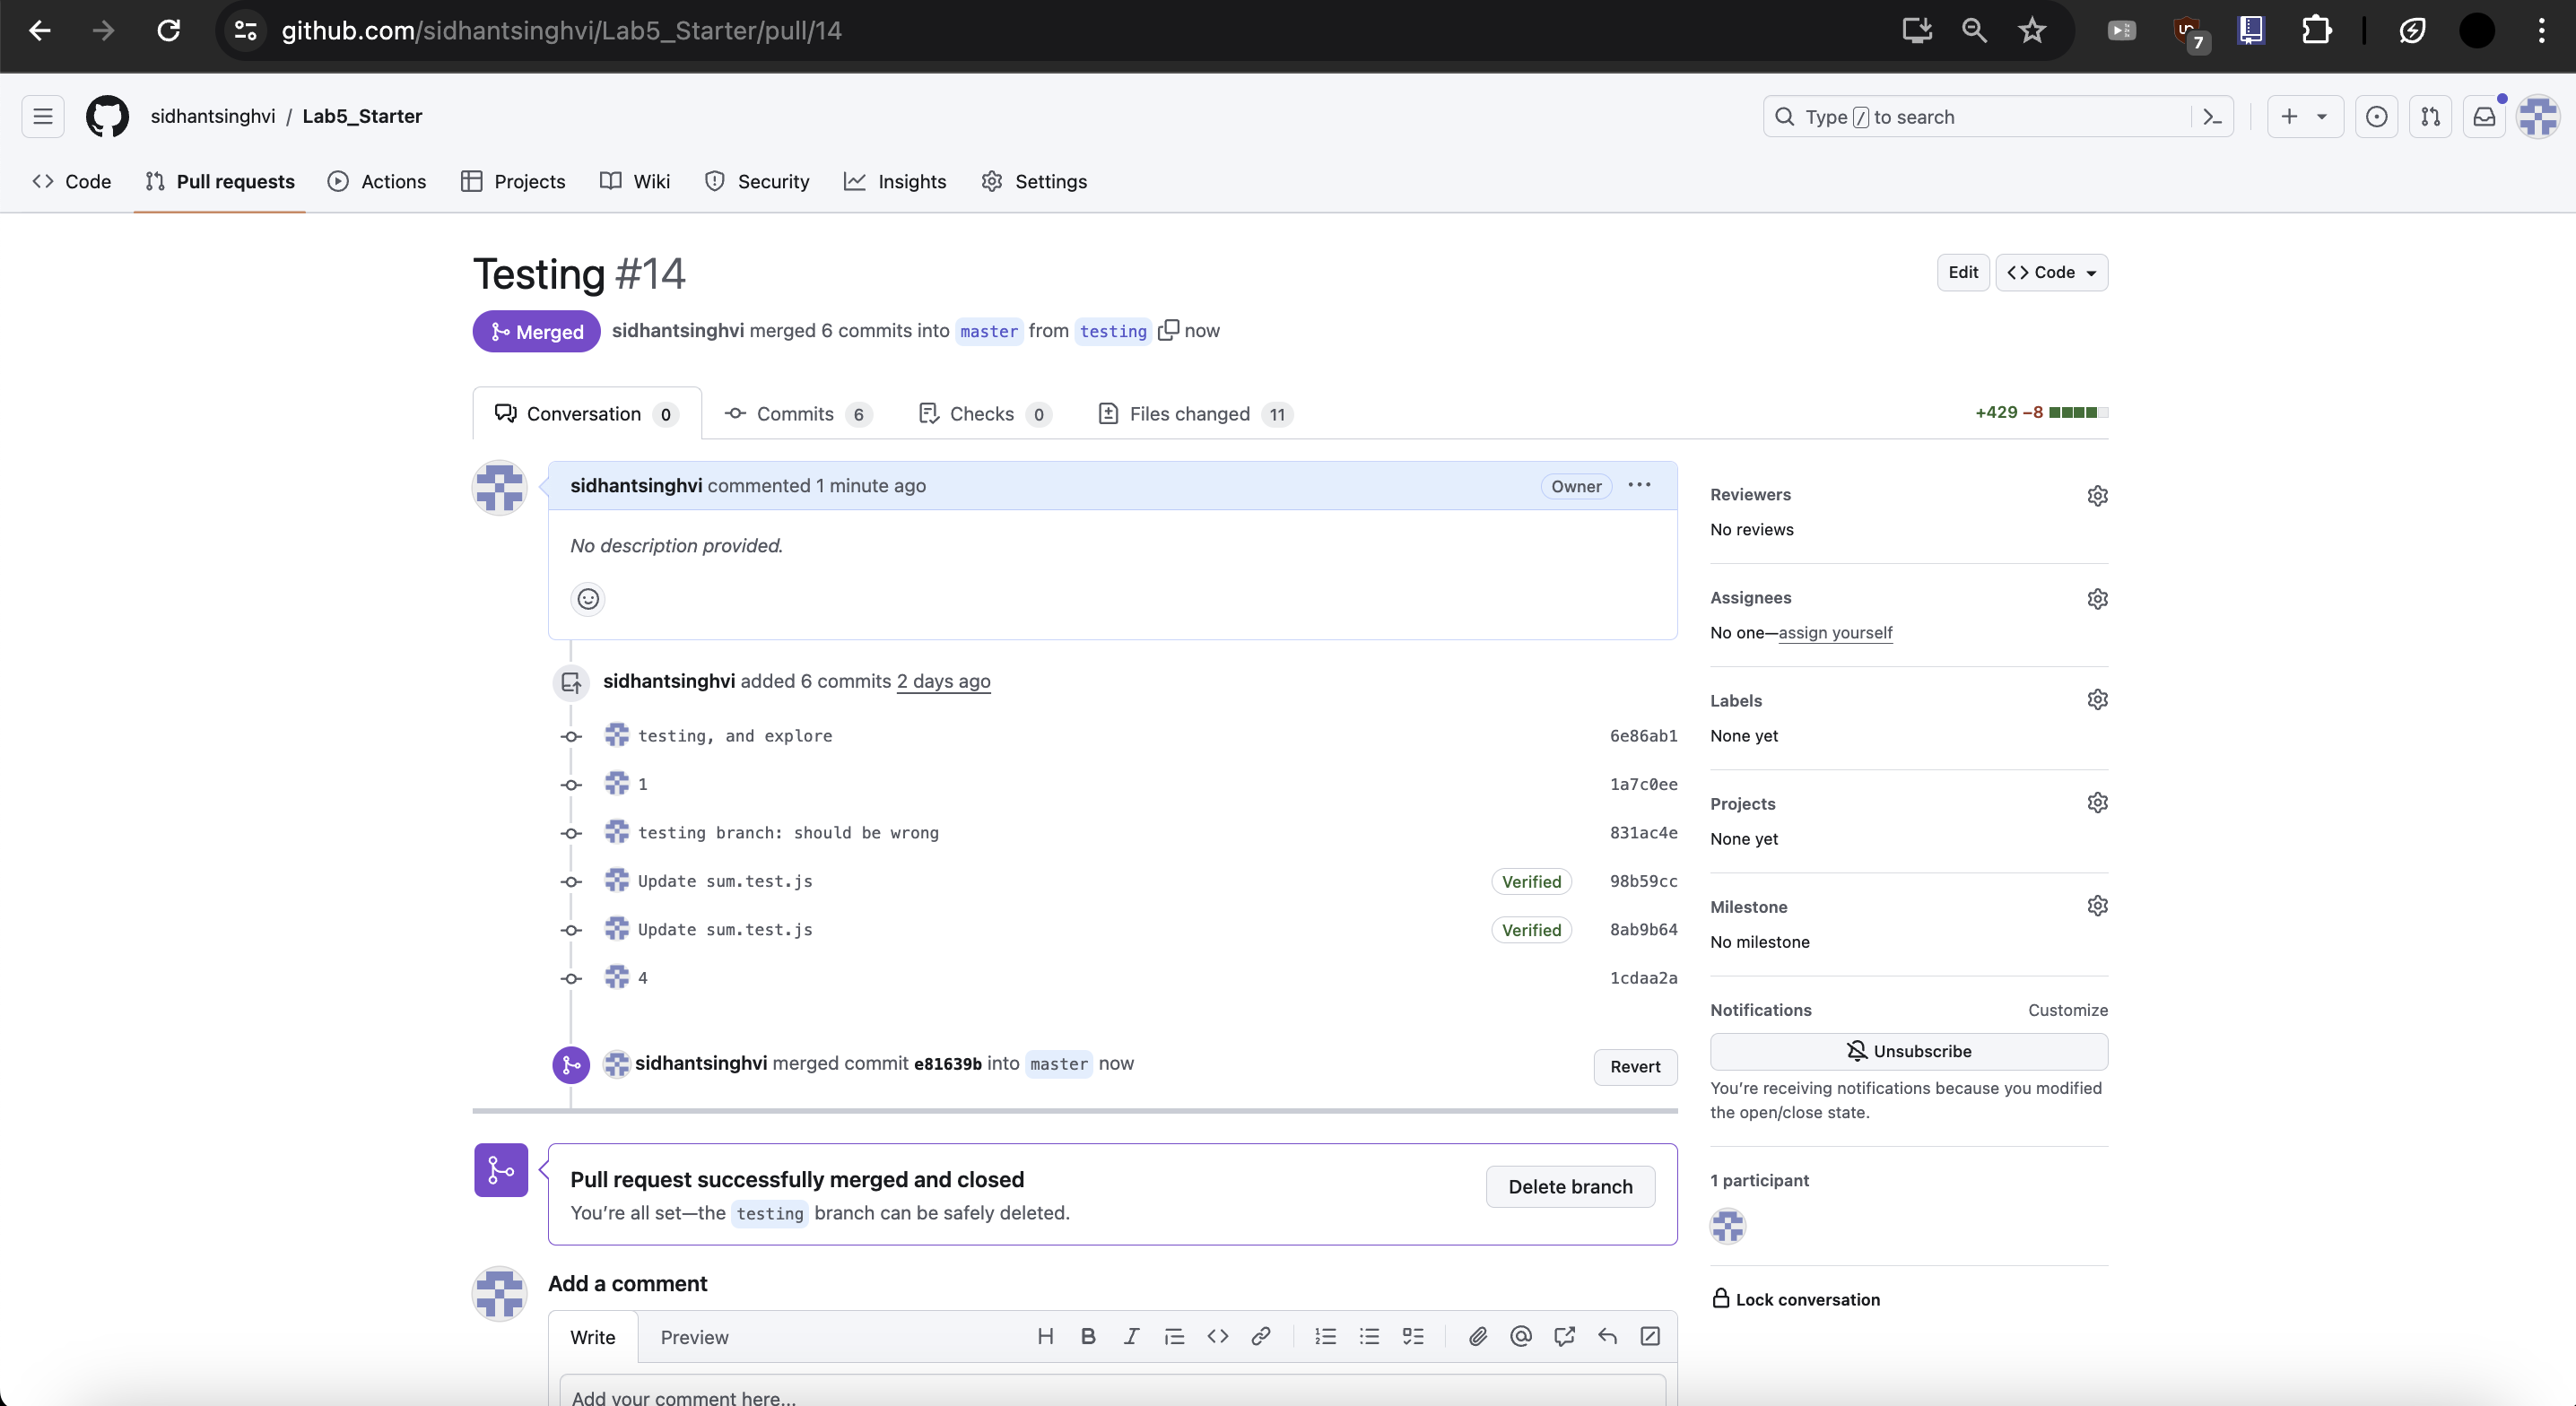 github.com/sidhantsinghvi/Lab5_Starter/pull/14
7
sidhantsinghvi / Lab5_Starter
Type / to search
Code
Pull requests
Actions
Projects
Wiki
Security
Insights
Settings
Testing #14
Edit
Code
Merged
sidhantsinghvi merged 6 commits into master from testing now
Conversation 0
Commits 6
Checks 0
Files changed 11
+429 −8
sidhantsinghvi commented 1 minute ago
Owner
No description provided.
sidhantsinghvi added 6 commits 2 days ago
testing, and explore 6e86ab1
1 1a7c0ee
testing branch: should be wrong 831ac4e
Update sum.test.js Verified 98b59cc
Update sum.test.js Verified 8ab9b64
4 1cdaa2a
sidhantsinghvi merged commit e81639b into master now
Revert
Pull request successfully merged and closed
You're all set—the testing branch can be safely deleted.
Delete branch
Add a comment
Write
Preview
Add your comment here...
Reviewers
No reviews
Assignees
No one—assign yourself
Labels
None yet
Projects
None yet
Milestone
No milestone
Notifications
Customize
Unsubscribe
You're receiving notifications because you modified
the open/close state.
1 participant
Lock conversation